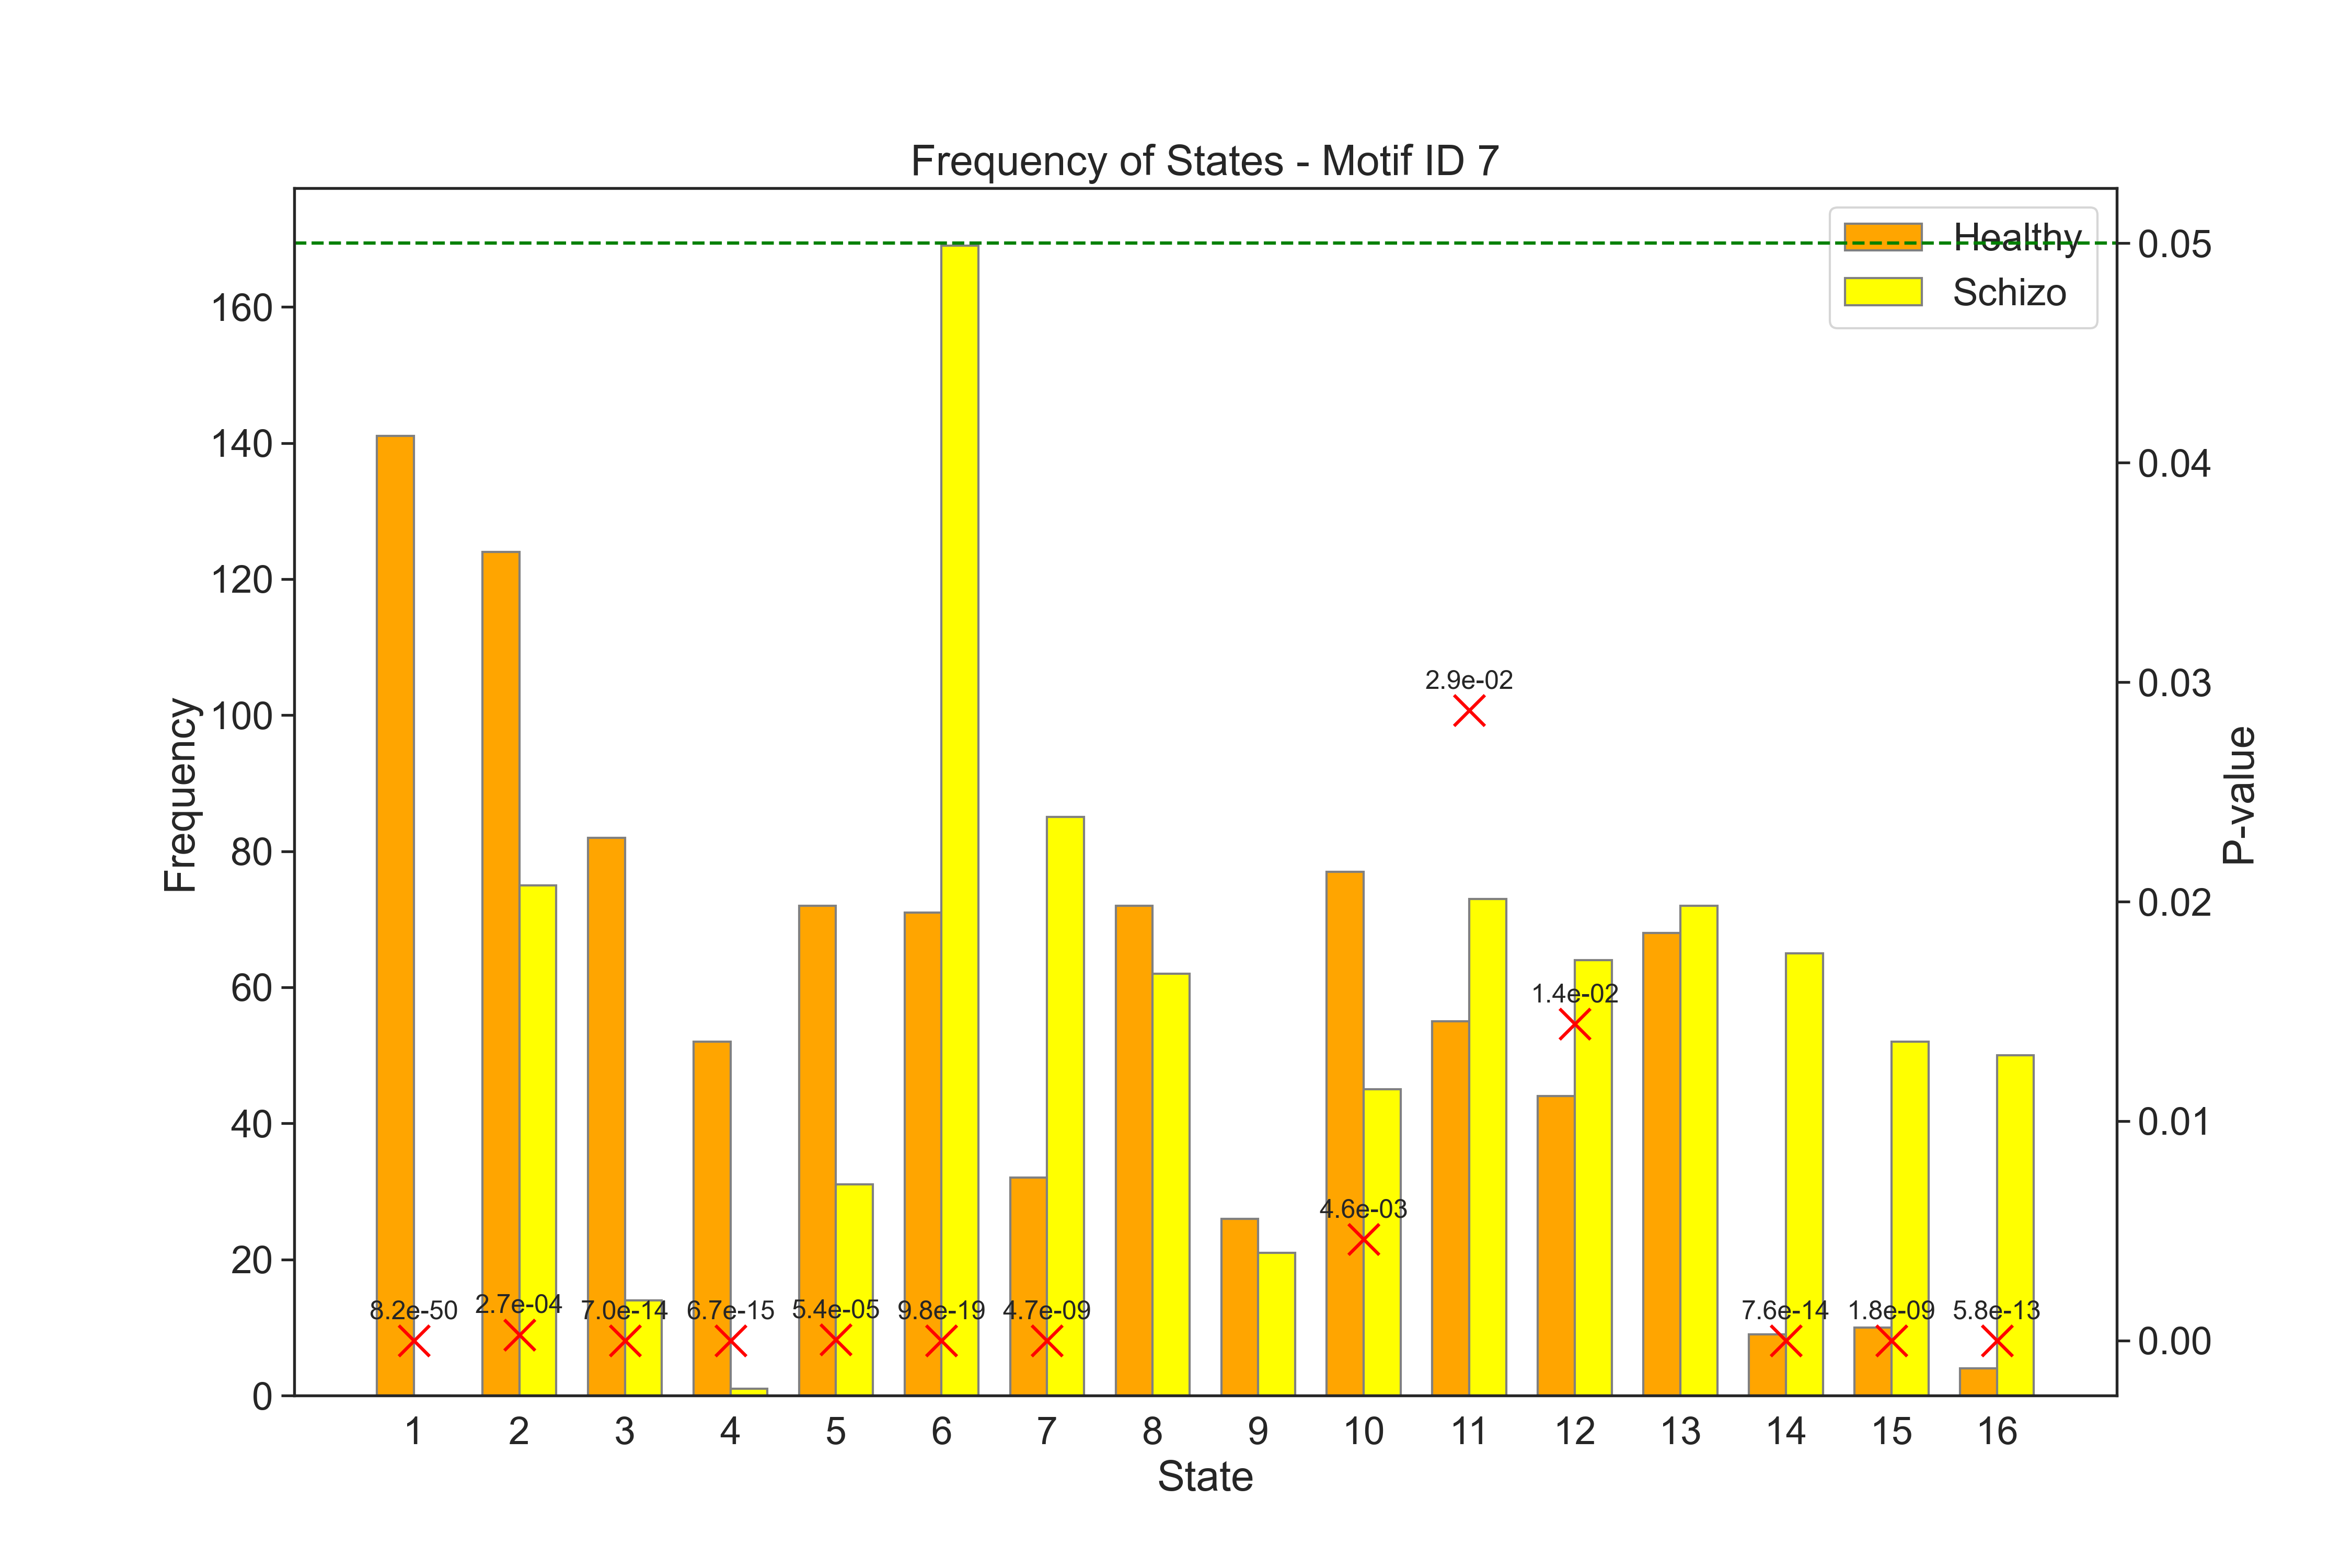 Frequency of States - Motif ID 7
Healthy
Schizo
Frequency
160
140
120
100
80
60
40
20
0
P-value
0.05
0.04
0.03
0.02
0.01
0.00
8.2e-50
2.7e-04
7.0e-14
6.7e-15
5.4e-05
9.8e-19
4.7e-09
4.6e-03
2.9e-02
1.4e-02
7.6e-14
1.8e-09
5.8e-13
1 2 3 4 5 6 7 8 9 10 11 12 13 14 15 16
State